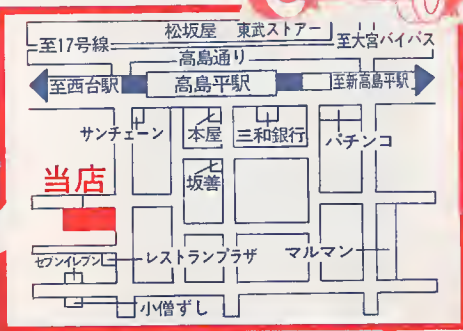 松坂屋 東武ストアー
至17号線
至大宮バイパス
高島通り
至西台駅
高島平駅
至新高島平駅
サンチェーン
本屋
三和銀行
パチンコ
坂善
当店
セブンイレブン
レストランプラザ
マルマン
小僧ずし